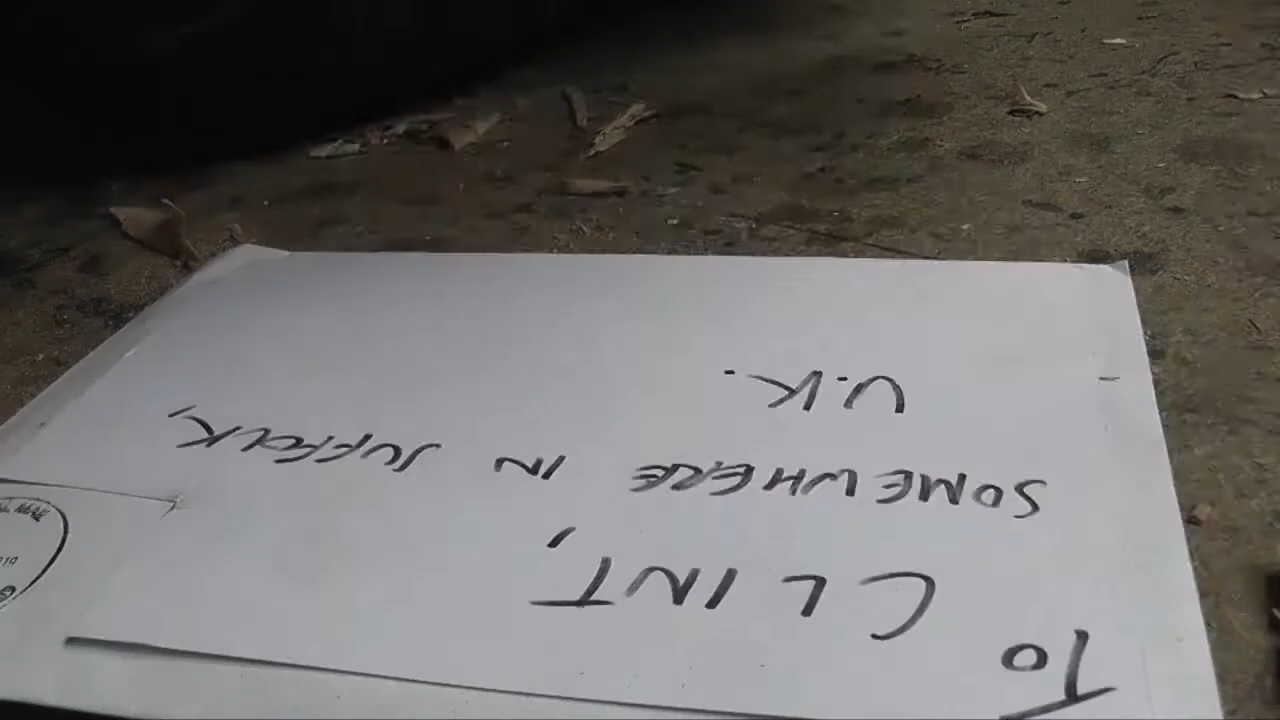 TO
CLINT,
SOMEWHERE IN SUFFOLK,
U.K.